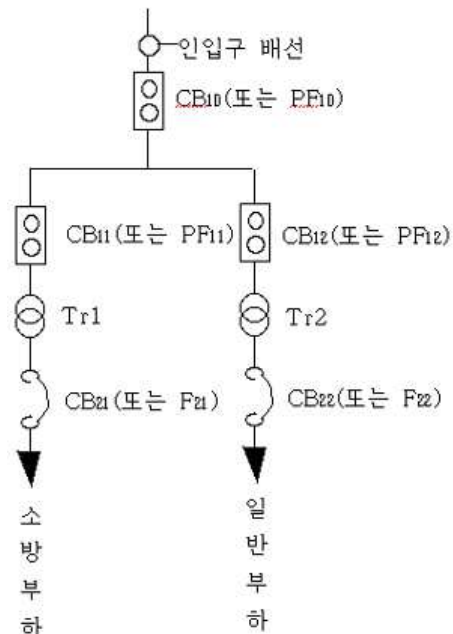 인입구 배선
CB10(또는 PF10)
CB11(또는 PF11)
CB12(또는 PF12)
Tr1
Tr2
CB21(또는 F21)
CB22(또는 F22)
소방부하
일반부하